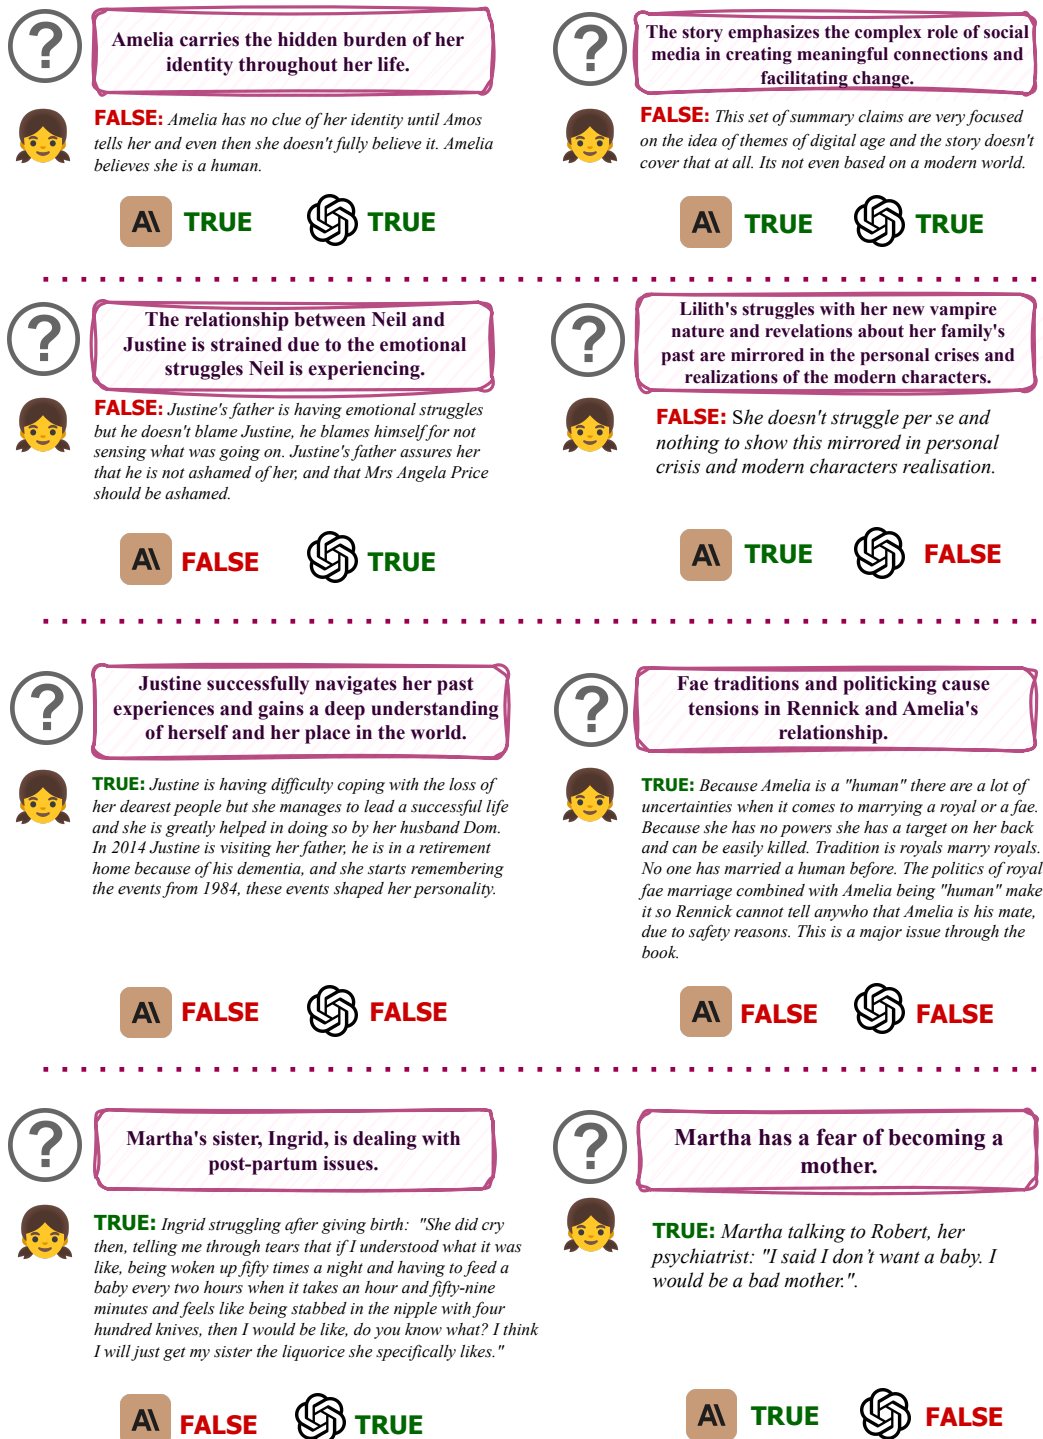 ?
Amelia carries the hidden burden of her
identity throughout her life.
FALSE: Amelia has no clue of her identity until Amos
tells her and even then she doesn't fully believe it. Amelia
believes she is a human.
A\ TRUE TRUE
?
The story emphasizes the complex role of social
media in creating meaningful connections and
facilitating change.
FALSE: This set of summary claims are very focused
on the idea of themes of digital age and the story doesn't
cover that at all. Its not even based on a modern world.
A\ TRUE TRUE
?
The relationship between Neil and
Justine is strained due to the emotional
struggles Neil is experiencing.
FALSE: Justine's father is having emotional struggles
but he doesn't blame Justine, he blames himself for not
sensing what was going on. Justine's father assures her
that he is not ashamed of her, and that Mrs Angela Price
should be ashamed.
A\ FALSE TRUE
?
Lilith's struggles with her new vampire
nature and revelations about her family's
past are mirrored in the personal crises and
realizations of the modern characters.
FALSE: She doesn't struggle per se and
nothing to show this mirrored in personal
crisis and modern characters realisation.
A\ TRUE FALSE
?
Justine successfully navigates her past
experiences and gains a deep understanding
of herself and her place in the world.
TRUE: Justine is having difficulty coping with the loss of
her dearest people but she manages to lead a successful life
and she is greatly helped in doing so by her husband Dom.
In 2014 Justine is visiting her father, he is in a retirement
home because of his dementia, and she starts remembering
the events from 1984, these events shaped her personality.
A\ FALSE FALSE
?
Fae traditions and politicking cause
tensions in Rennick and Amelia's
relationship.
TRUE: Because Amelia is a "human" there are a lot of
uncertainties when it comes to marrying a royal or a fae.
Because she has no powers she has a target on her back
and can be easily killed. Tradition is royals marry royals.
No one has married a human before. The politics of royal
fae marriage combined with Amelia being "human" make
it so Rennick cannot tell anywho that Amelia is his mate,
due to safety reasons. This is a major issue through the
book.
A\ FALSE FALSE
?
Martha's sister, Ingrid, is dealing with
post-partum issues.
TRUE: Ingrid struggling after giving birth: "She did cry
then, telling me through tears that if I understood what it was
like, being woken up fifty times a night and having to feed a
baby every two hours when it takes an hour and fifty-nine
minutes and feels like being stabbed in the nipple with four
hundred knives, then I would be like, do you know what? I think
I will just get my sister the liquorice she specifically likes."
A\ FALSE TRUE
?
Martha has a fear of becoming a
mother.
TRUE: Martha talking to Robert, her
psychiatrist: "I said I don't want a baby. I
would be a bad mother.".
A\ TRUE FALSE